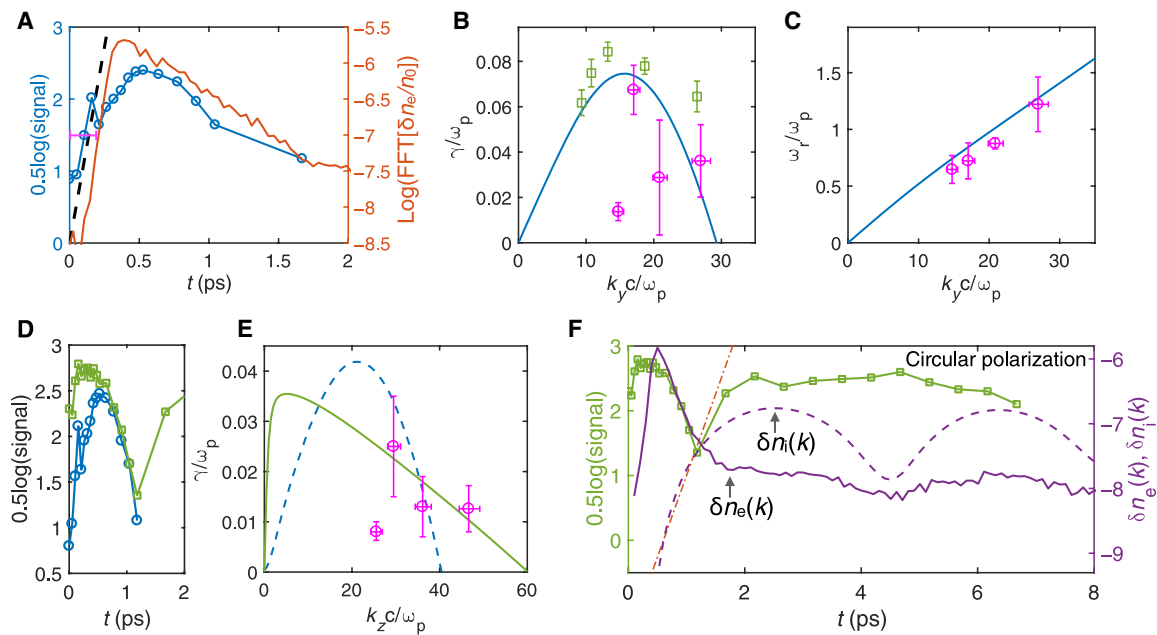 A
3
2
1
0
0.5log(signal)
0 0.5 1 1.5 2
t (ps)
−5.5
−6
−6.5
−7
−7.5
−8
−8.5
Log(FFT[δnₑ/n₀])
B
0.08
0.06
0.04
0.02
0
γ/ωₚ
0 10 20 30
k_y c/ωₚ
C
1.5
1
0.5
0
ωᵣ/ωₚ
0 10 20 30
k_y c/ωₚ
D
3
2.5
2
1.5
1
0.5
0.5log(signal)
0 1 2
t (ps)
E
0.04
0.03
0.02
0.01
0
γ/ωₚ
0 20 40 60
k_z c/ωₚ
F
Circular polarization
3
2
1
0
0.5log(signal)
δnᵢ(k)
δnₑ(k)
0 2 4 6 8
t (ps)
−6
−7
−8
−9
δnₑ(k), δnᵢ(k)